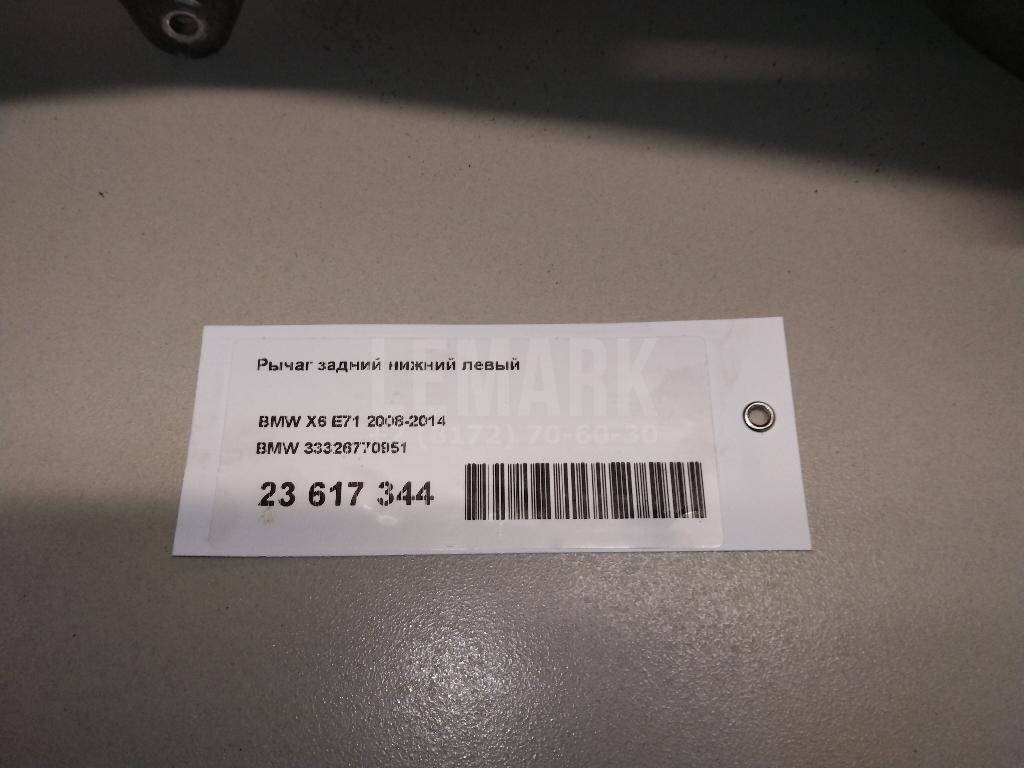 Рычаг задний нижний левый
LEMARK
BMW X6 E71 2008-2014
(8172) 70-60-30
BMW 33326770951
23 617 344